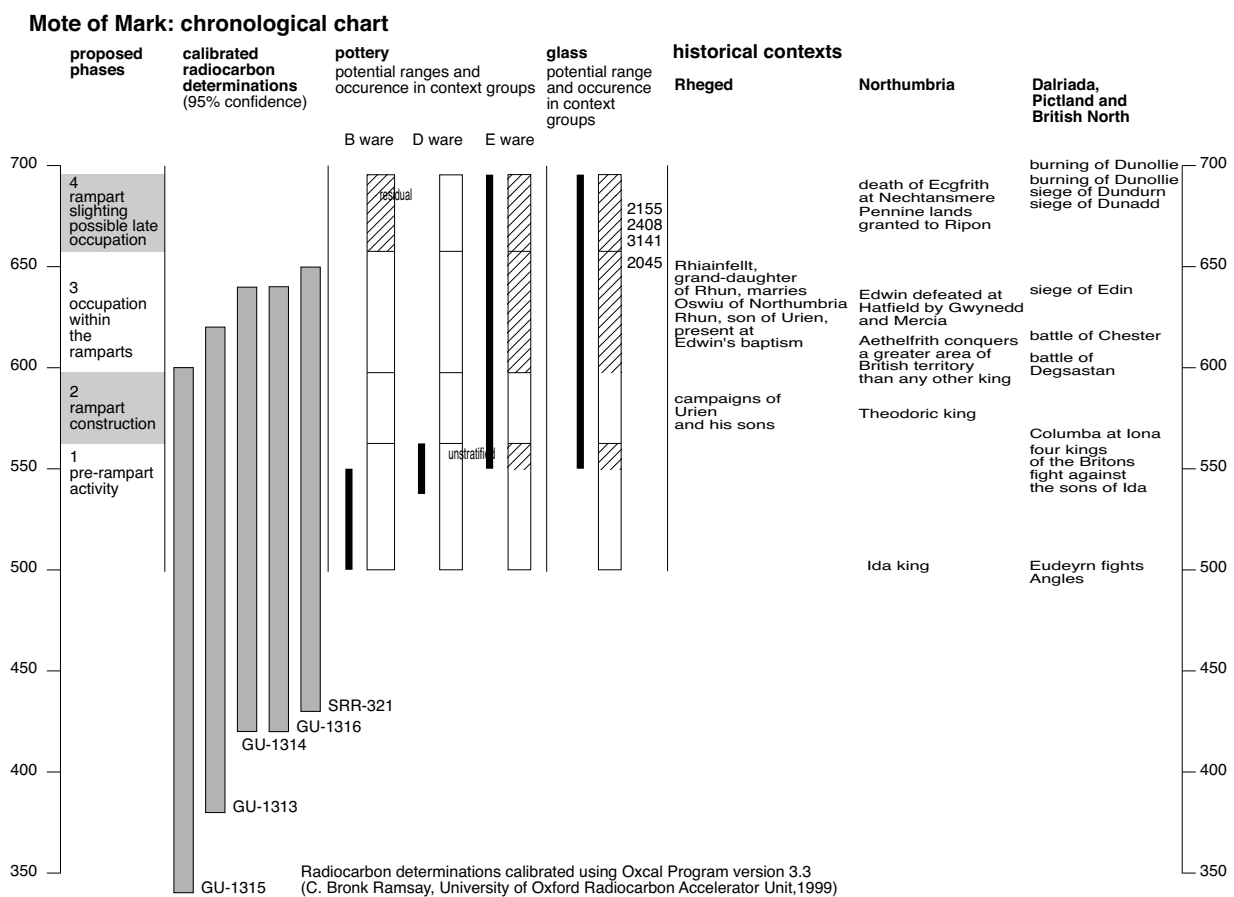 Mote of Mark: chronological chart
proposed
phases
calibrated
radiocarbon
determinations
(95% confidence)
pottery
potential ranges and
occurence in context groups
B ware
D ware
E ware
glass
potential range
and occurence
in context
groups
historical contexts
Rheged
Northumbria
Dalriada,
Pictland and
British North
700
650
600
550
500
450
400
350
4
rampart
slighting
possible late
occupation
3
occupation
within
the
ramparts
2
rampart
construction
1
pre-rampart
activity
SRR-321
GU-1316
GU-1314
GU-1313
GU-1315
residual
unstratified
2155
2408
3141
2045
Rhiainfellt,
grand-daughter
of Rhun, marries
Oswiu of Northumbria
Rhun, son of Urien,
present at
Edwin's baptism
campaigns of
Urien
and his sons
death of Ecgfrith
at Nechtansmere
Pennine lands
granted to Ripon
Edwin defeated at
Hatfield by Gwynedd
and Mercia
Aethelfrith conquers
a greater area of
British territory
than any other king
Theodoric king
Ida king
burning of Dunollie
burning of Dunollie
siege of Dundurn
siege of Dunadd
siege of Edin
battle of Chester
battle of
Degsastan
Columba at Iona
four kings
of the Britons
fight against
the sons of Ida
Eudeyrn fights
Angles
700
650
600
550
500
450
400
350
Radiocarbon determinations calibrated using Oxcal Program version 3.3
(C. Bronk Ramsay, University of Oxford Radiocarbon Accelerator Unit,1999)